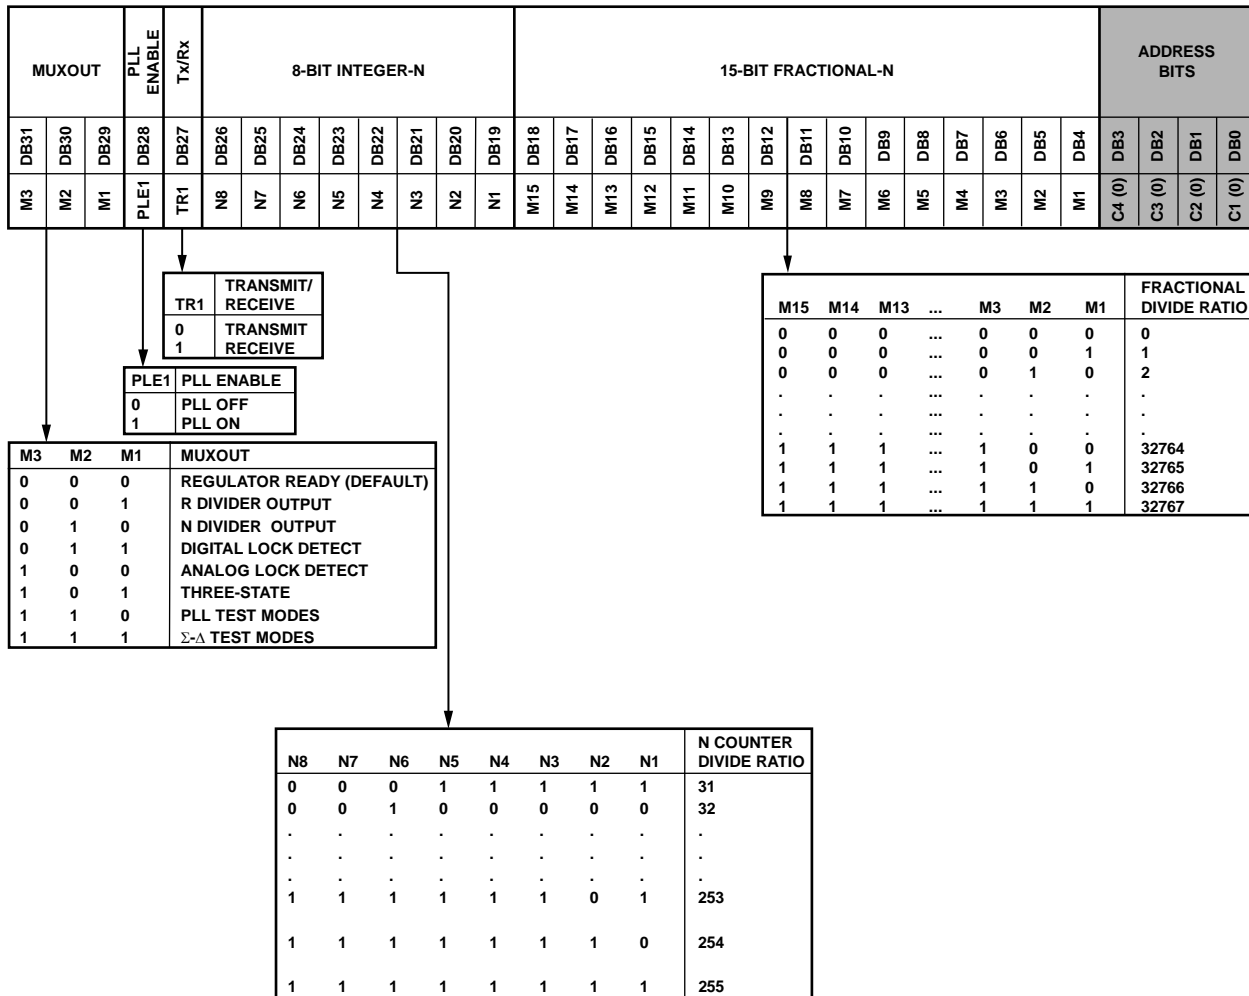 MUXOUT PLL ENABLE Tx/Rx 8-BIT INTEGER-N 15-BIT FRACTIONAL-N ADDRESS BITS
DB31 DB30 DB29 DB28 DB27 DB26 DB25 DB24 DB23 DB22 DB21 DB20 DB19 DB18 DB17 DB16 DB15 DB14 DB13 DB12 DB11 DB10 DB9 DB8 DB7 DB6 DB5 DB4 DB3 DB2 DB1 DB0
M3 M2 M1 PLE1 TR1 N8 N7 N6 N5 N4 N3 N2 N1 M15 M14 M13 M12 M11 M10 M9 M8 M7 M6 M5 M4 M3 M2 M1 C4 (0) C3 (0) C2 (0) C1 (0)
TR1 TRANSMIT/ RECEIVE
0 TRANSMIT
1 RECEIVE
PLE1 PLL ENABLE
0 PLL OFF
1 PLL ON
M3 M2 M1 MUXOUT
0 0 0 REGULATOR READY (DEFAULT)
0 0 1 R DIVIDER OUTPUT
0 1 0 N DIVIDER OUTPUT
0 1 1 DIGITAL LOCK DETECT
1 0 0 ANALOG LOCK DETECT
1 0 1 THREE-STATE
1 1 0 PLL TEST MODES
1 1 1 Σ-Δ TEST MODES
M15 M14 M13 ... M3 M2 M1 FRACTIONAL DIVIDE RATIO
0 0 0 ... 0 0 0 0
0 0 0 ... 0 0 1 1
0 0 0 ... 0 1 0 2
. . . ... . . . .
. . . ... . . . .
. . . ... . . . .
1 1 1 ... 1 0 0 32764
1 1 1 ... 1 0 1 32765
1 1 1 ... 1 1 0 32766
1 1 1 ... 1 1 1 32767
N8 N7 N6 N5 N4 N3 N2 N1 N COUNTER DIVIDE RATIO
0 0 0 1 1 1 1 1 31
0 0 1 0 0 0 0 0 32
. . . . . . . . .
. . . . . . . . .
. . . . . . . . .
1 1 1 1 1 1 0 1 253
1 1 1 1 1 1 1 0 254
1 1 1 1 1 1 1 1 255